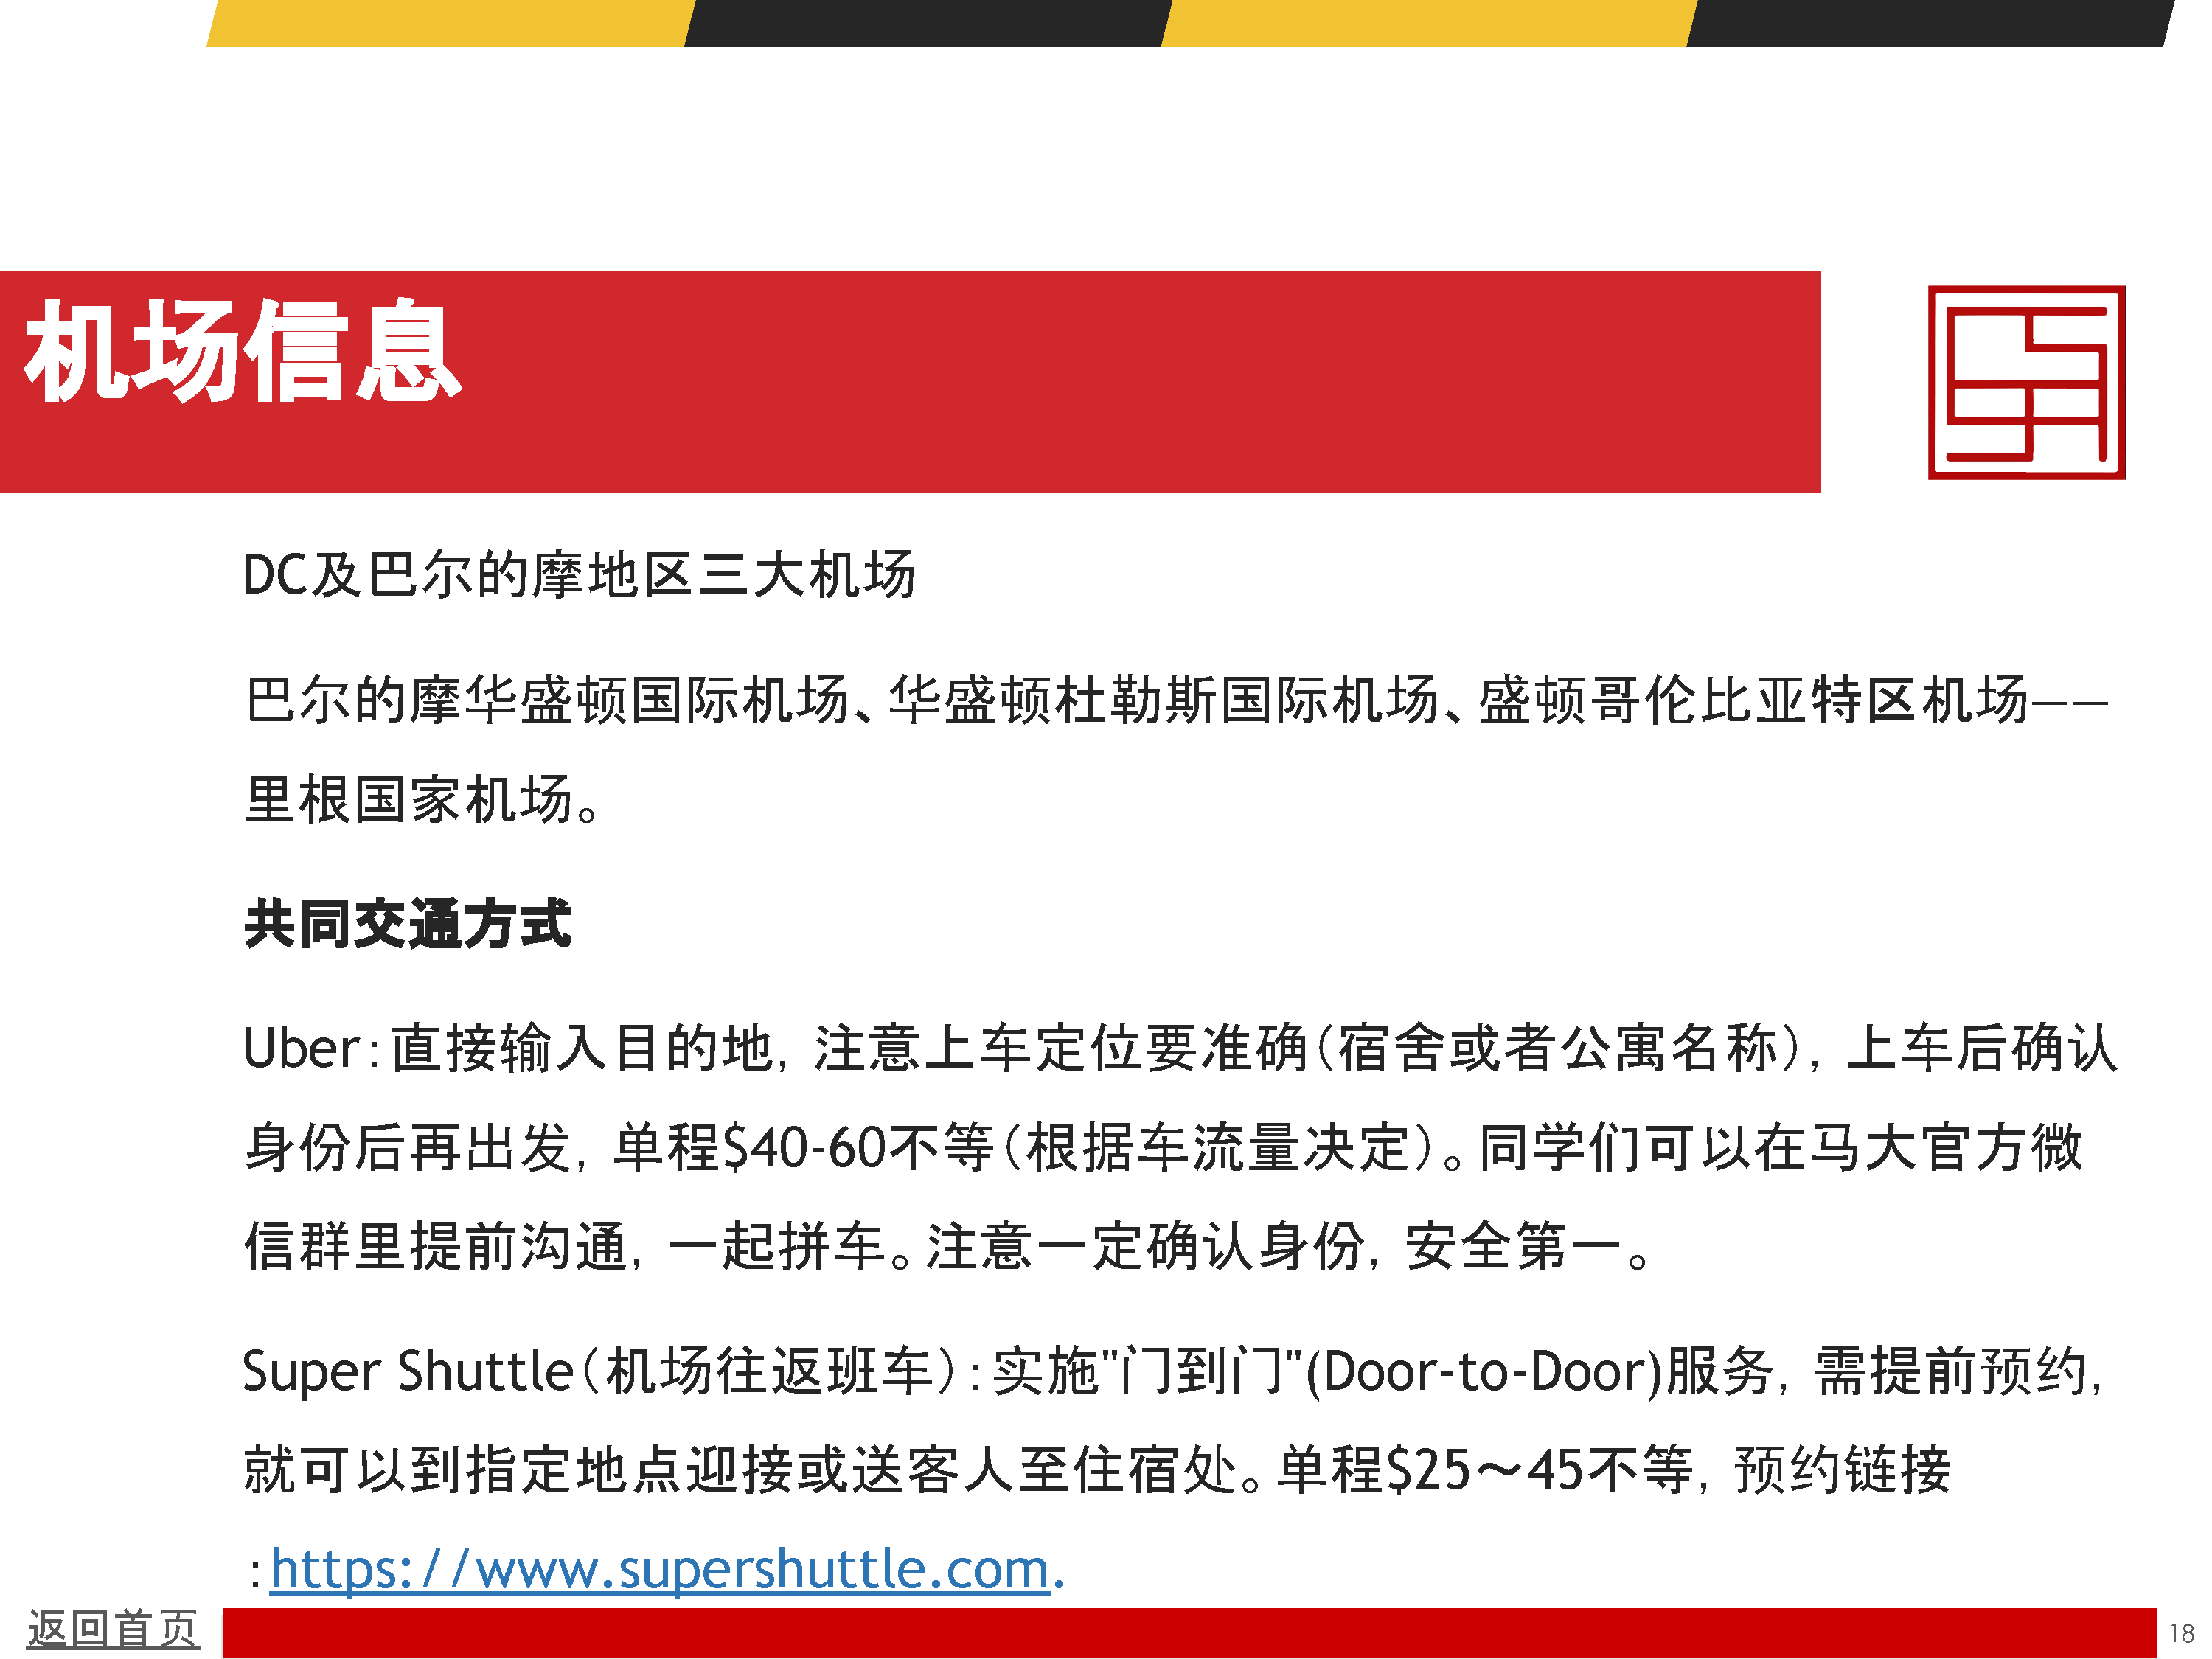 机场信息
DC及巴尔的摩地区三大机场
巴尔的摩华盛顿国际机场、华盛顿杜勒斯国际机场、盛顿哥伦比亚特区机场——
里根国家机场。
共同交通方式
Uber：直接输入目的地，注意上车定位要准确（宿舍或者公寓名称），上车后确认
身份后再出发，单程$40-60不等（根据车流量决定）。同学们可以在马大官方微
信群里提前沟通，一起拼车。注意一定确认身份，安全第一。
Super Shuttle（机场往返班车）：实施"门到门"(Door-to-Door)服务，需提前预约，
就可以到指定地点迎接或送客人至住宿处。单程$25～45不等，预约链接
：https://www.supershuttle.com.
返回首页
18